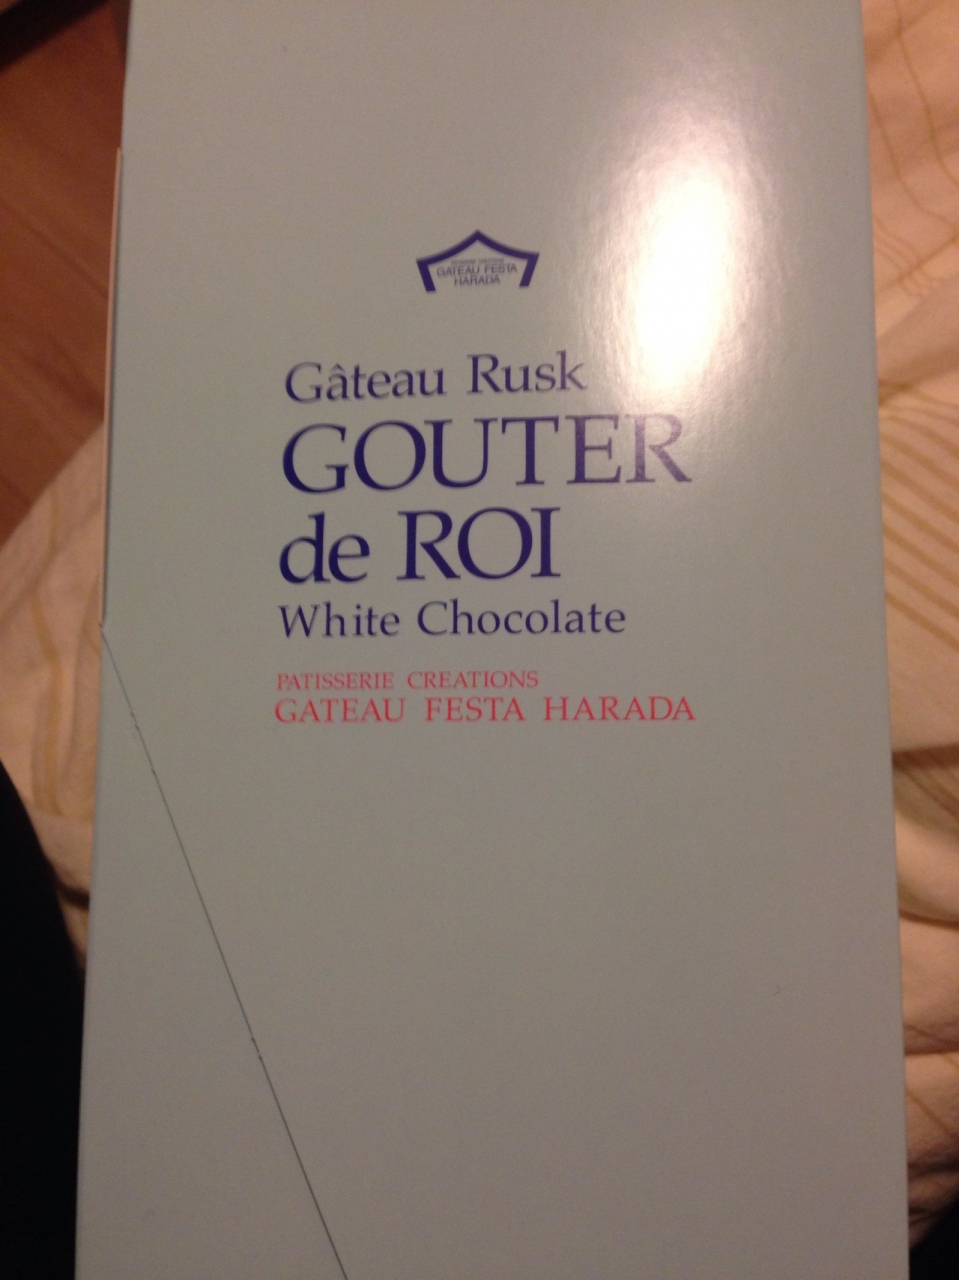 GATEAU FESTA
HARADA
Gâteau Rusk
GOUTER
de ROI
White Chocolate
PATISSERIE CREATIONS
GATEAU FESTA HARADA